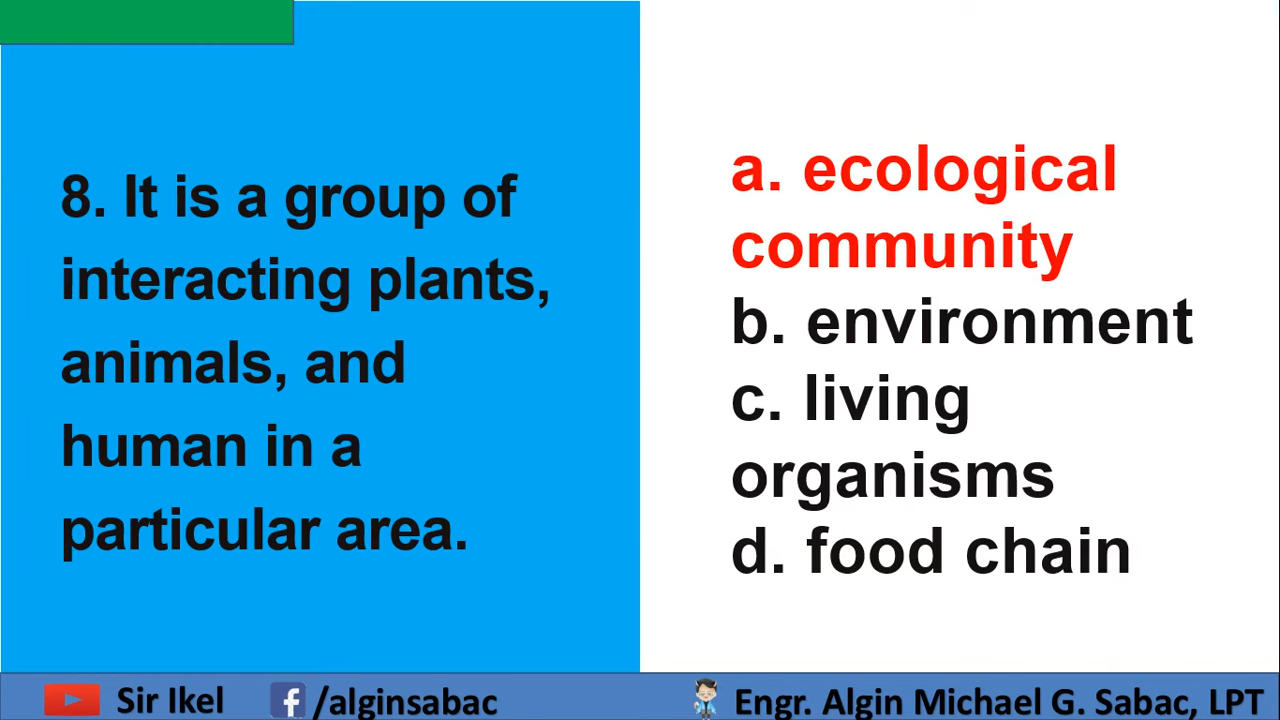 8. It is a group of
interacting plants,
animals, and
human in a
particular area.
a. ecological
community
b. environment
c. living
organisms
d. food chain
Sir Ikel
f /alginsabac
Engr. Algin Michael G. Sabac, LPT